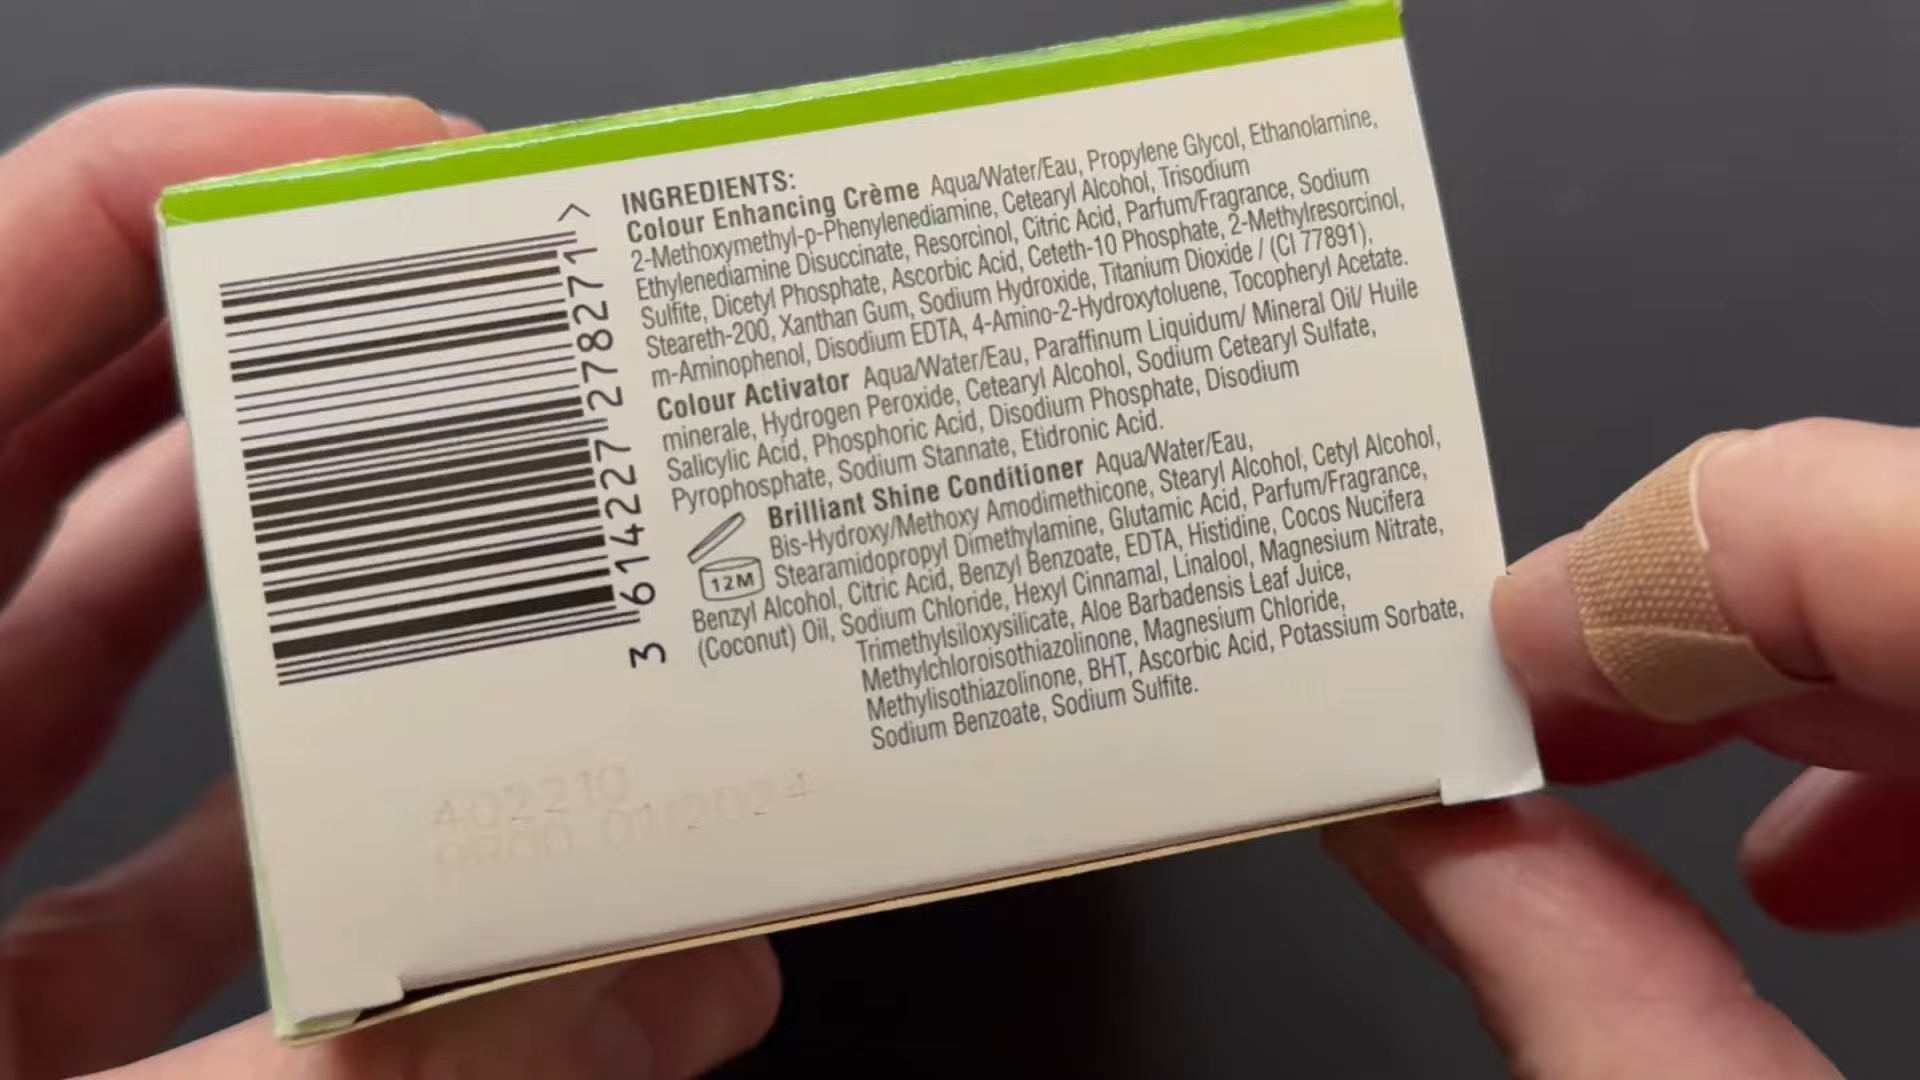 INGREDIENTS:
Colour Enhancing Crème Aqua/Water/Eau, Propylene Glycol, Ethanolamine,
2-Methoxymethyl-p-Phenylenediamine, Cetearyl Alcohol, Trisodium
Ethylenediamine Disuccinate, Resorcinol, Citric Acid, Parfum/Fragrance, Sodium
Sulfite, Dicetyl Phosphate, Ascorbic Acid, Ceteth-10 Phosphate, 2-Methylresorcinol,
Steareth-200, Xanthan Gum, Sodium Hydroxide, Titanium Dioxide / (CI 77891),
m-Aminophenol, Disodium EDTA, 4-Amino-2-Hydroxytoluene, Tocopheryl Acetate.
Colour Activator Aqua/Water/Eau, Paraffinum Liquidum/ Mineral Oil/ Huile
minerale, Hydrogen Peroxide, Cetearyl Alcohol, Sodium Cetearyl Sulfate,
Salicylic Acid, Phosphoric Acid, Disodium Phosphate, Disodium
Pyrophosphate, Sodium Stannate, Etidronic Acid.
Brilliant Shine Conditioner Aqua/Water/Eau,
Bis-Hydroxy/Methoxy Amodimethicone, Stearyl Alcohol, Cetyl Alcohol,
Stearamidopropyl Dimethylamine, Glutamic Acid, Parfum/Fragrance,
Benzyl Alcohol, Citric Acid, Benzyl Benzoate, EDTA, Histidine, Cocos Nucifera
(Coconut) Oil, Sodium Chloride, Hexyl Cinnamal, Linalool, Magnesium Nitrate,
Trimethylsiloxysilicate, Aloe Barbadensis Leaf Juice,
Methylchloroisothiazolinone, Magnesium Chloride,
Methylisothiazolinone, BHT, Ascorbic Acid, Potassium Sorbate,
Sodium Benzoate, Sodium Sulfite.
12M
3 614227 278271 >
402210
PROD 01/2024